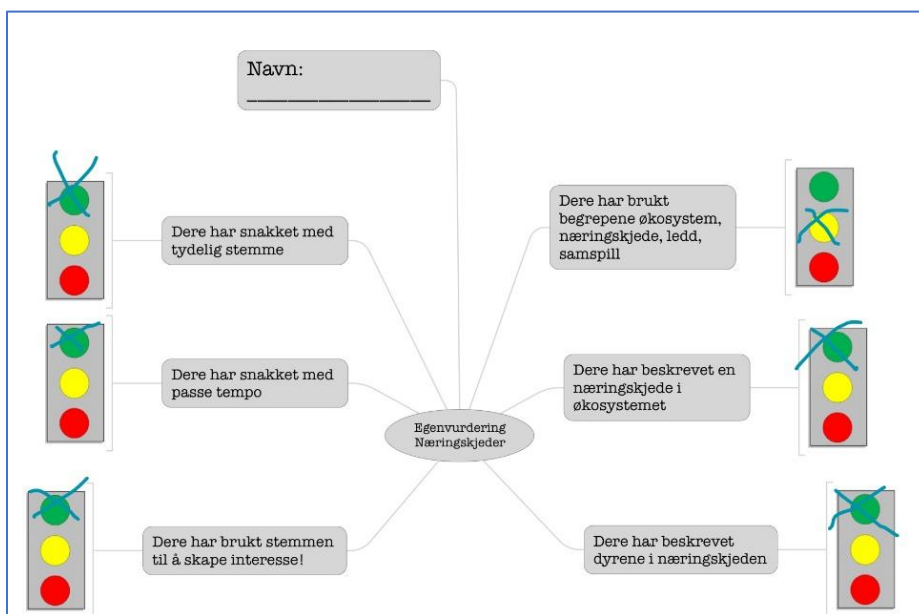 Navn:
Dere har snakket med
tydelig stemme
Dere har snakket med
passe tempo
Dere har brukt stemmen
til å skape interesse!
Egenvurdering
Næringskjeder
Dere har brukt
begrepene økosystem,
næringskjede, ledd,
samspill
Dere har beskrevet en
næringskjede i
økosystemet
Dere har beskrevet
dyrene i næringskjeden